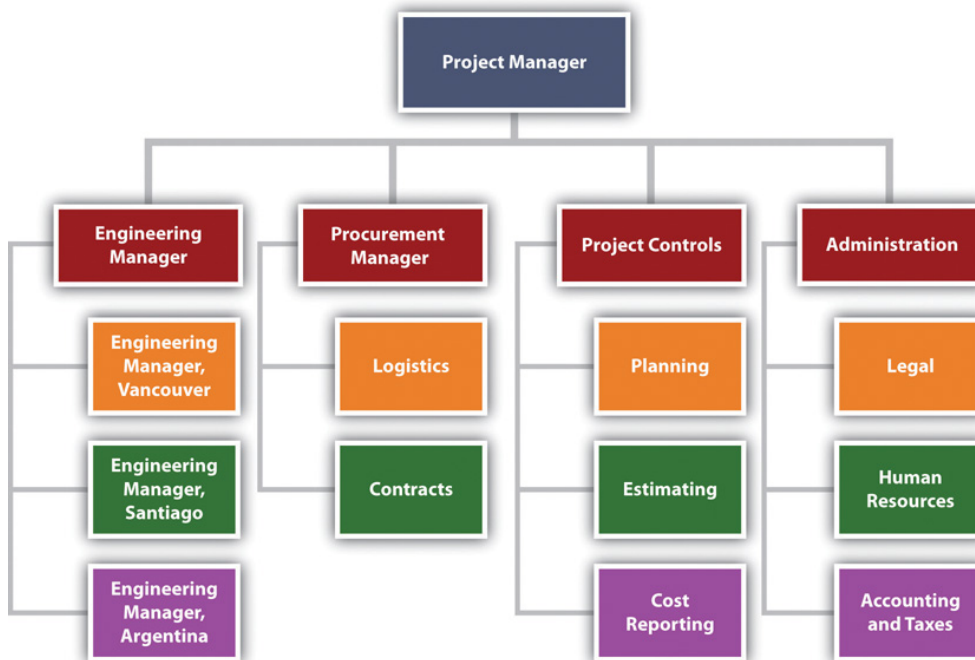 Project Manager
Engineering
Manager
Procurement
Manager
Project Controls
Administration
Engineering
Manager,
Vancouver
Logistics
Planning
Legal
Engineering
Manager,
Santiago
Contracts
Estimating
Human
Resources
Engineering
Manager,
Argentina
Cost
Reporting
Accounting
and Taxes